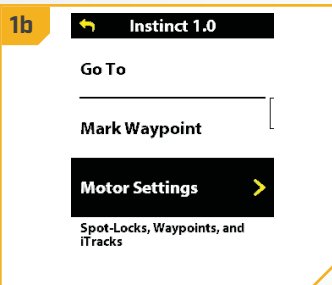 1b
Instinct 1.0
Go To
Mark Waypoint
Motor Settings
Spot-Locks, Waypoints, and
iTracks